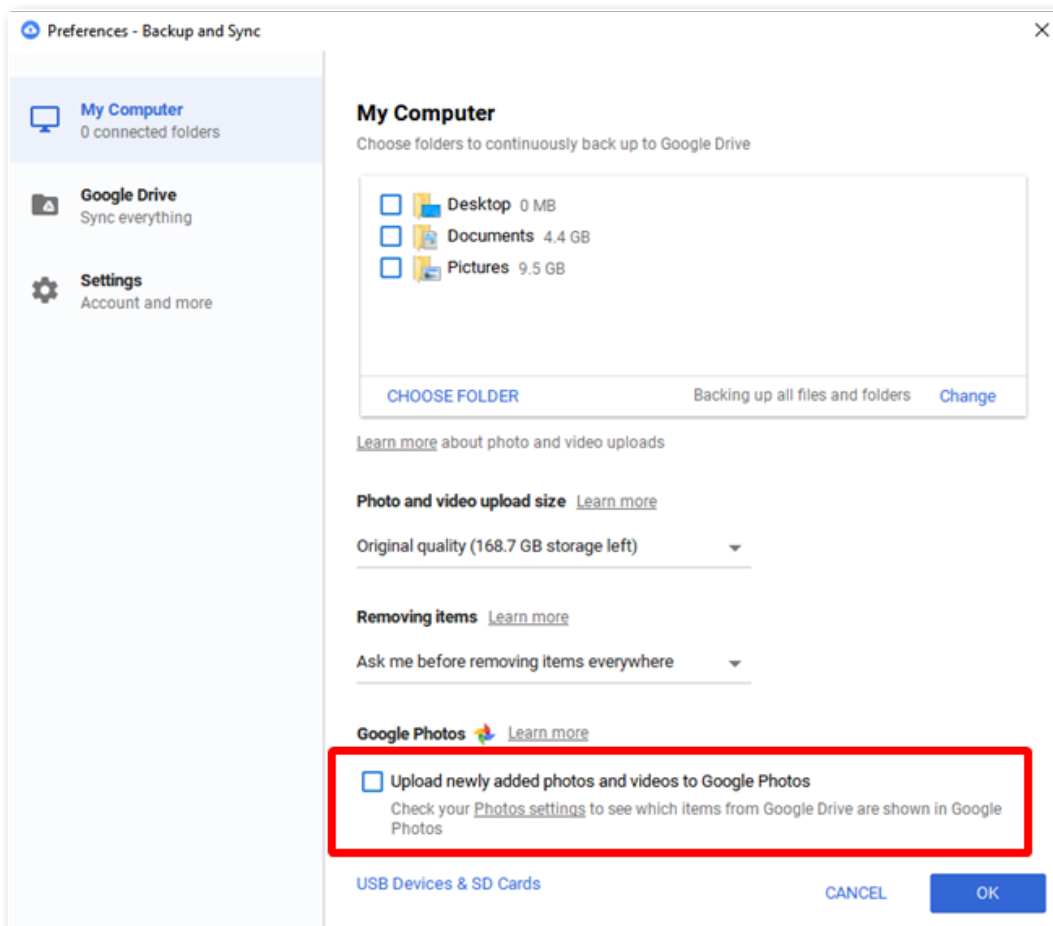 Preferences - Backup and Sync
My Computer
0 connected folders
Google Drive
Sync everything
Settings
Account and more
My Computer
Choose folders to continuously back up to Google Drive
Desktop 0 MB
Documents 4.4 GB
Pictures 9.5 GB
CHOOSE FOLDER Backing up all files and folders Change
Learn more about photo and video uploads
Photo and video upload size Learn more
Original quality (168.7 GB storage left)
Removing items Learn more
Ask me before removing items everywhere
Google Photos Learn more
Upload newly added photos and videos to Google Photos
Check your Photos settings to see which items from Google Drive are shown in Google
Photos
USB Devices & SD Cards
CANCEL OK